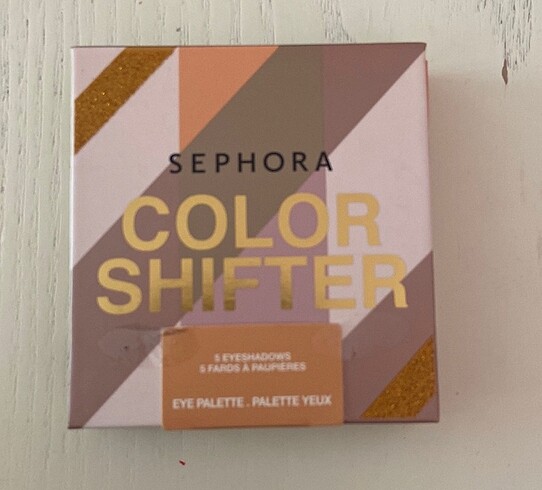 SEPHORA
COLOR
SHIFTER
5 EYESHADOWS
5 FARDS À PAUPIÈRES
EYE PALETTE . PALETTE YEUX